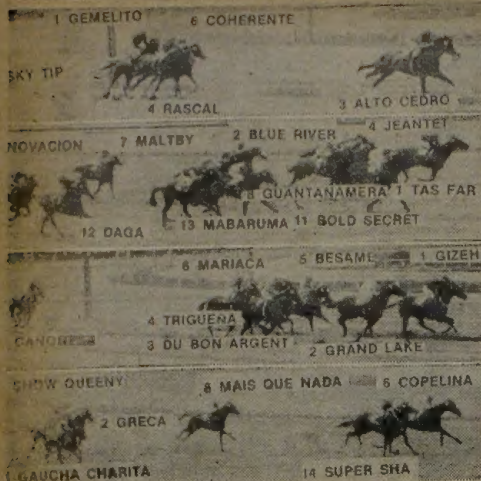 1 GEMELITO 6 COHERENTE
SKY TIP
4 RASCAL 3 ALTO CEDRO
NOVACION 7 MALTBY 2 BLUE RIVER 4 JEANTET
8 GUANTANAMERA 1 TAS FAR
12 DAGA 13 MABARUMA 11 BOLD SECRET
6 MARIACA 5 BESAME 1 GIZEH
4 TRIGUEÑA
3 DU BON ARGENT 2 GRAND LAKE
SHOW QUEENY 8 MAIS QUE NADA 6 COPELINA
2 GRECA
GAUCHA CHARITA 14 SUPER SHA